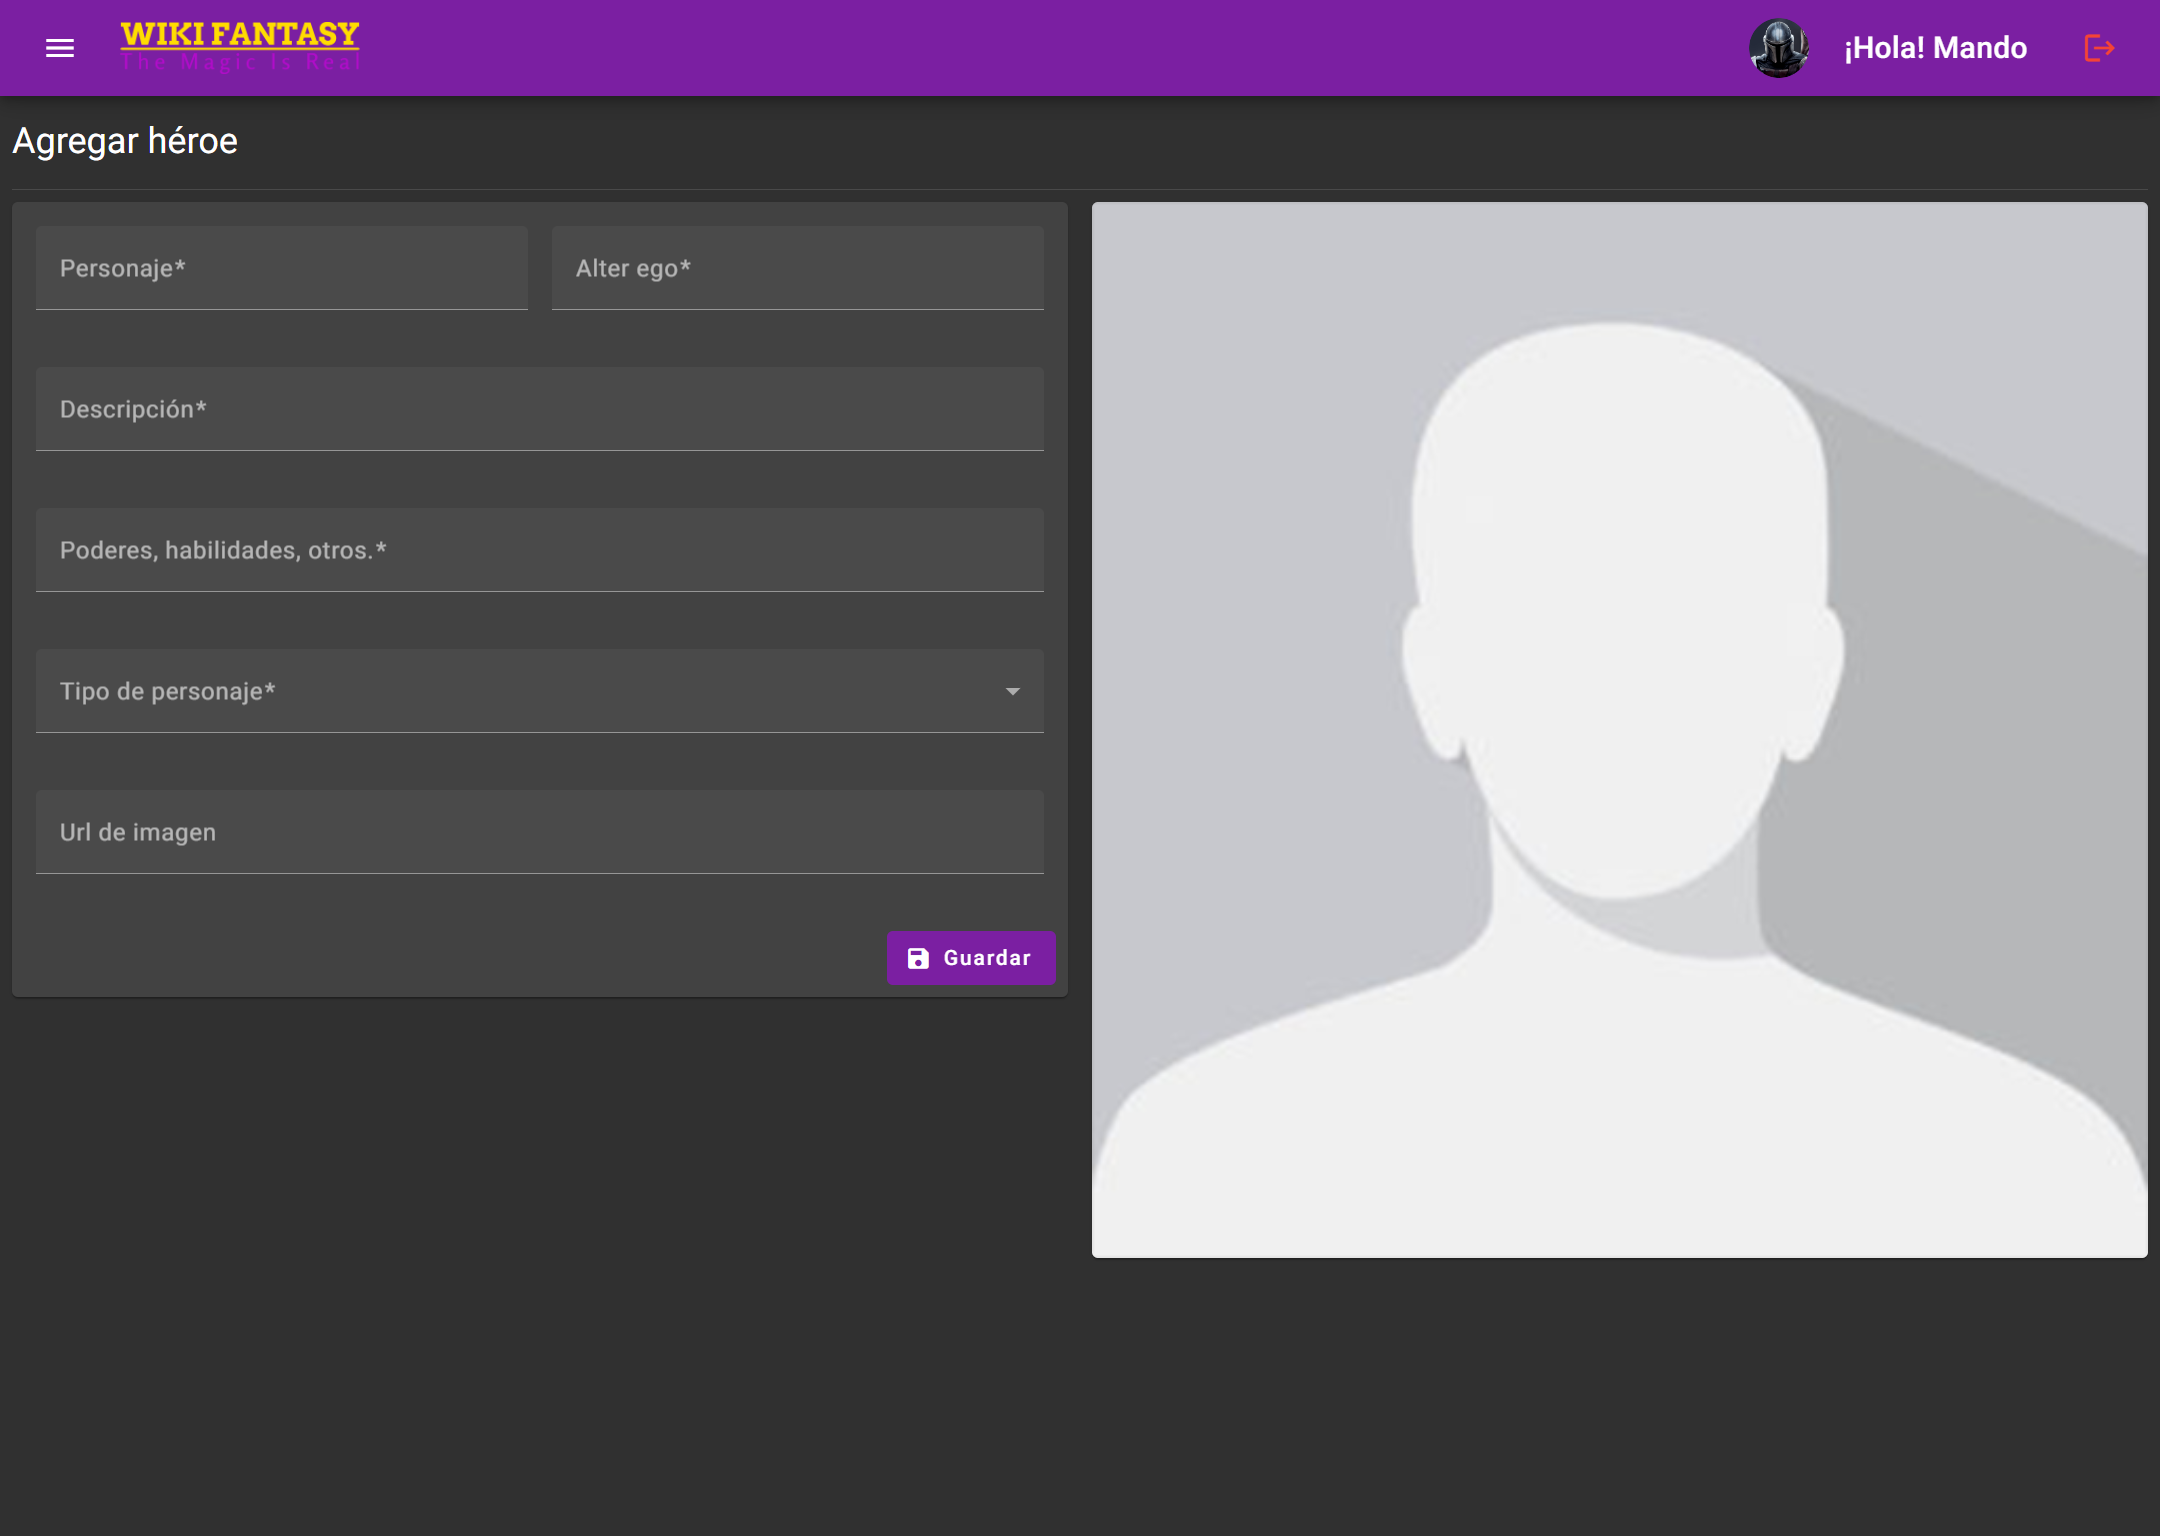 WIKI FANTASY
The Magic Is Real
¡Hola! Mando
Agregar héroe
Personaje*
Alter ego*
Descripción*
Poderes, habilidades, otros.*
Tipo de personaje*
Url de imagen
Guardar